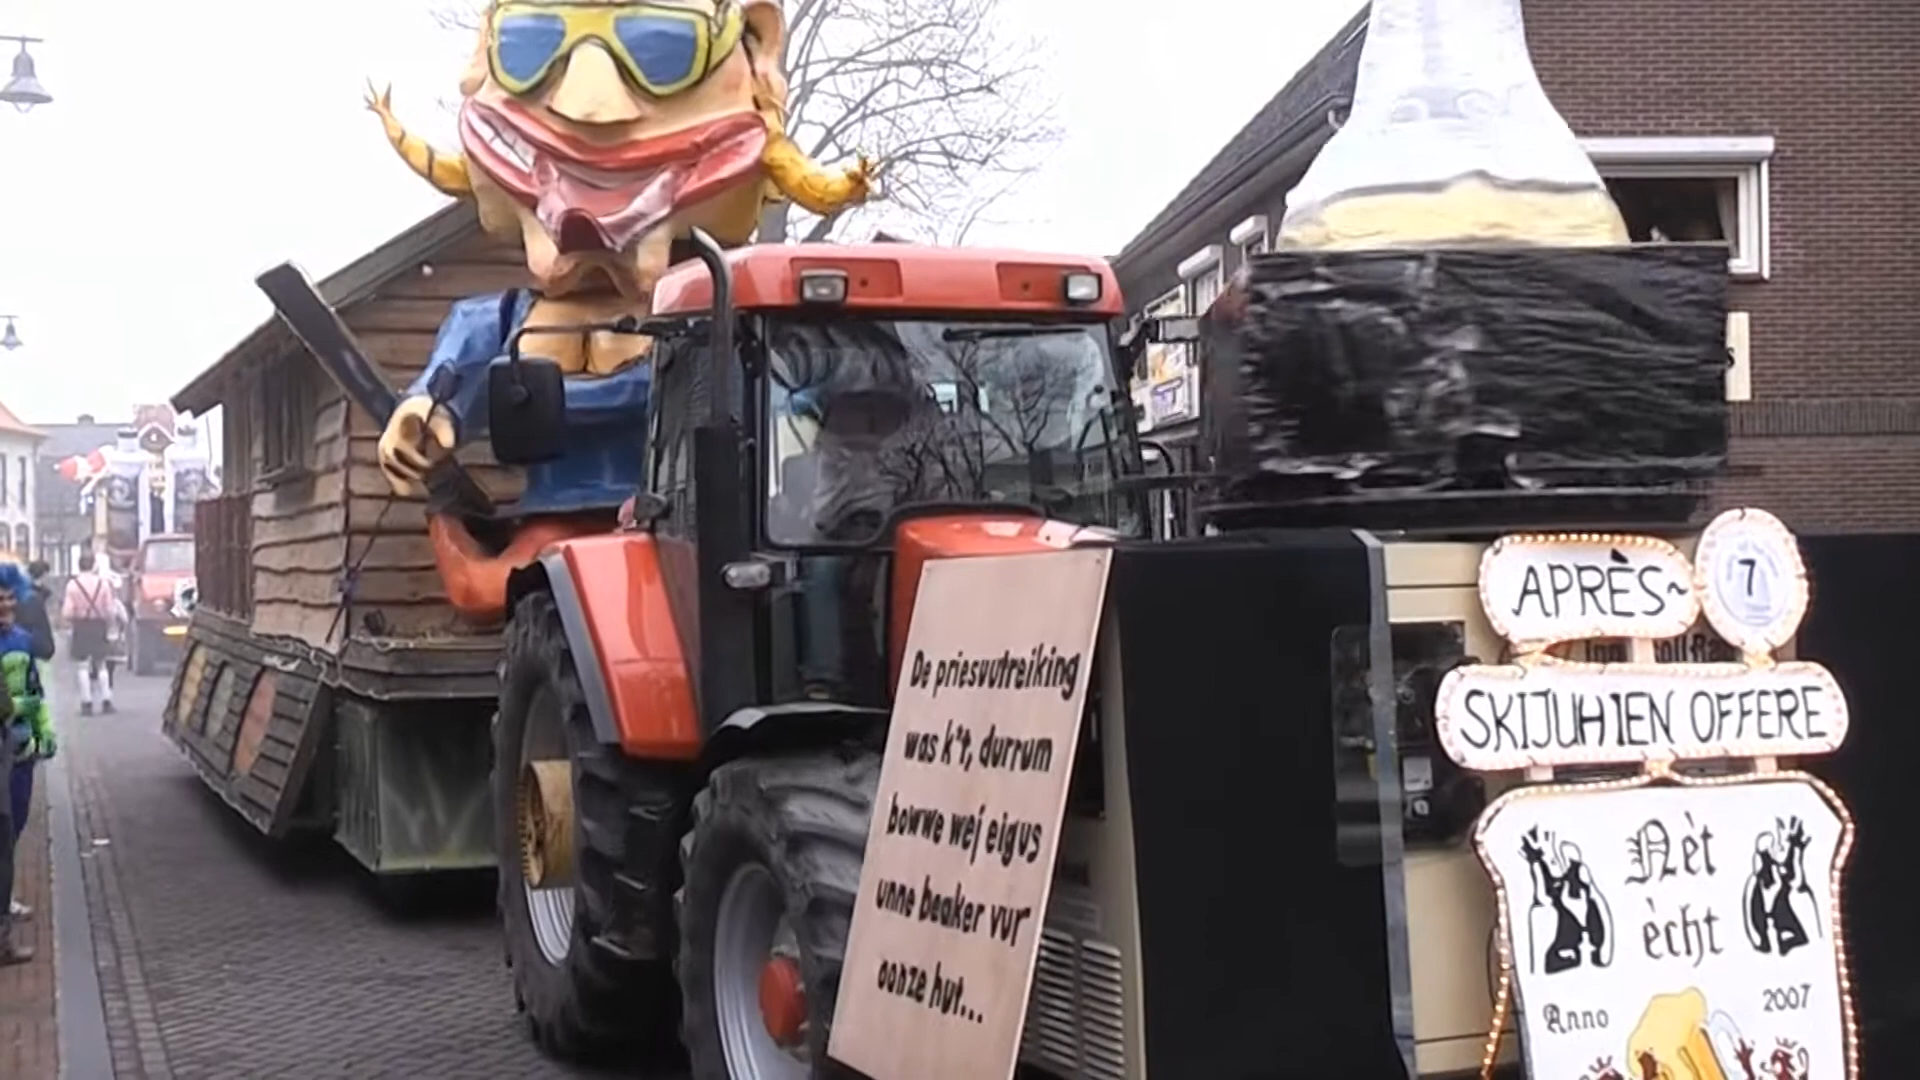 De priesvutreiking
was k*t, durrum
bowwe wej eigus
unne beaker vur
oonze hut...
APRÈS~
7
SKIJUHIEN OFFERE
Nèt
ècht
Anno 2007